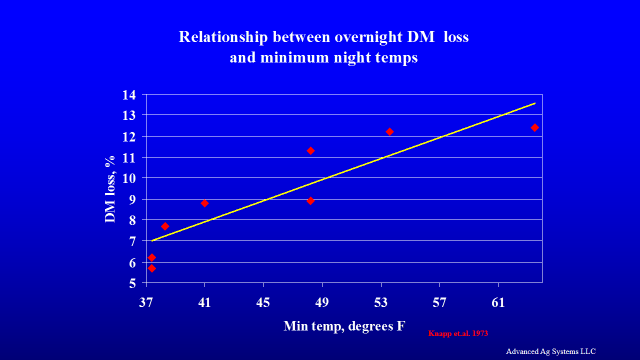 Relationship between overnight DM loss
and minimum night temps
14
13
12
11
10
9
8
7
6
5
DM loss, %
37 41 45 49 53 57 61
Min temp, degrees F
Knapp et.al. 1973
Advanced Ag Systems LLC